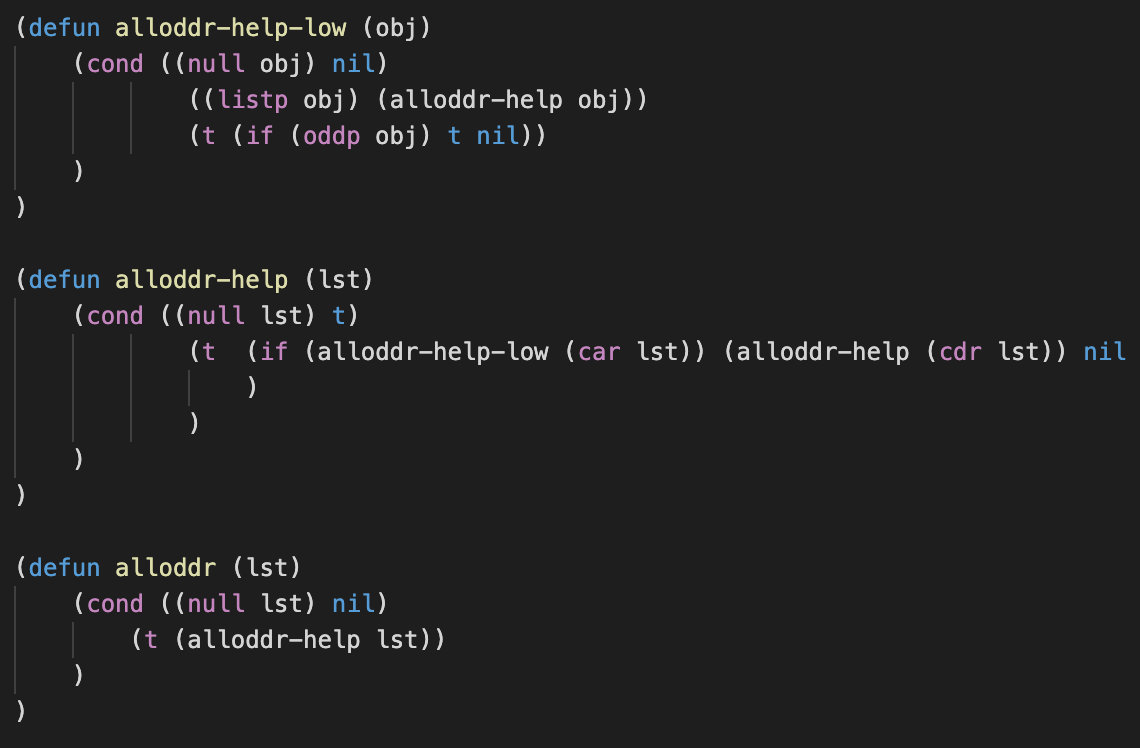 (defun alloddr-help-low (obj)
    (cond ((null obj) nil)
            ((listp obj) (alloddr-help obj))
            (t (if (oddp obj) t nil))
    )
)

(defun alloddr-help (lst)
    (cond ((null lst) t)
            (t  (if (alloddr-help-low (car lst)) (alloddr-help (cdr lst)) nil
                )
            )
    )
)

(defun alloddr (lst)
    (cond ((null lst) nil)
        (t (alloddr-help lst))
    )
)